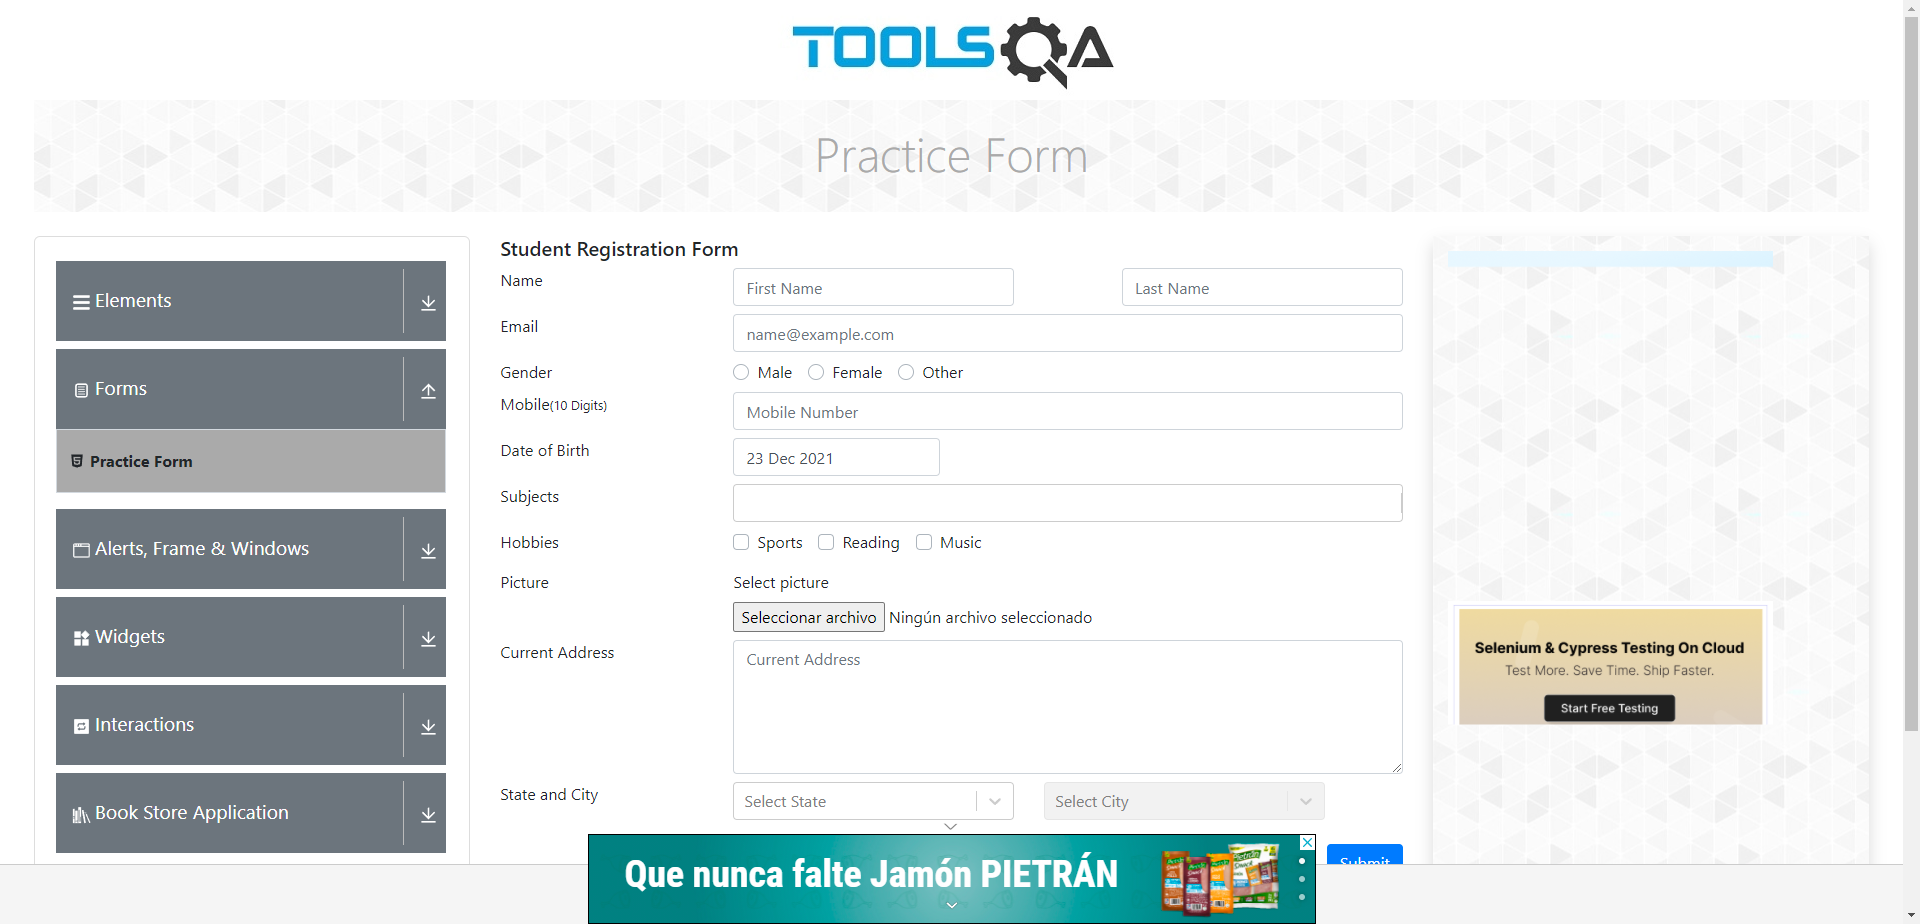 TOOLSQA
Practice Form
Elements
Forms
Practice Form
Alerts, Frame & Windows
Widgets
Interactions
Book Store Application
Student Registration Form
Name
First Name
Last Name
Email
name@example.com
Gender
Male
Female
Other
Mobile(10 Digits)
Mobile Number
Date of Birth
23 Dec 2021
Subjects
Hobbies
Sports
Reading
Music
Picture
Select picture
Seleccionar archivo Ningún archivo seleccionado
Current Address
Current Address
State and City
Select State
Select City
Submit
Selenium & Cypress Testing On Cloud
Test More. Save Time. Ship Faster.
Start Free Testing
Que nunca falte Jamón PIETRÁN